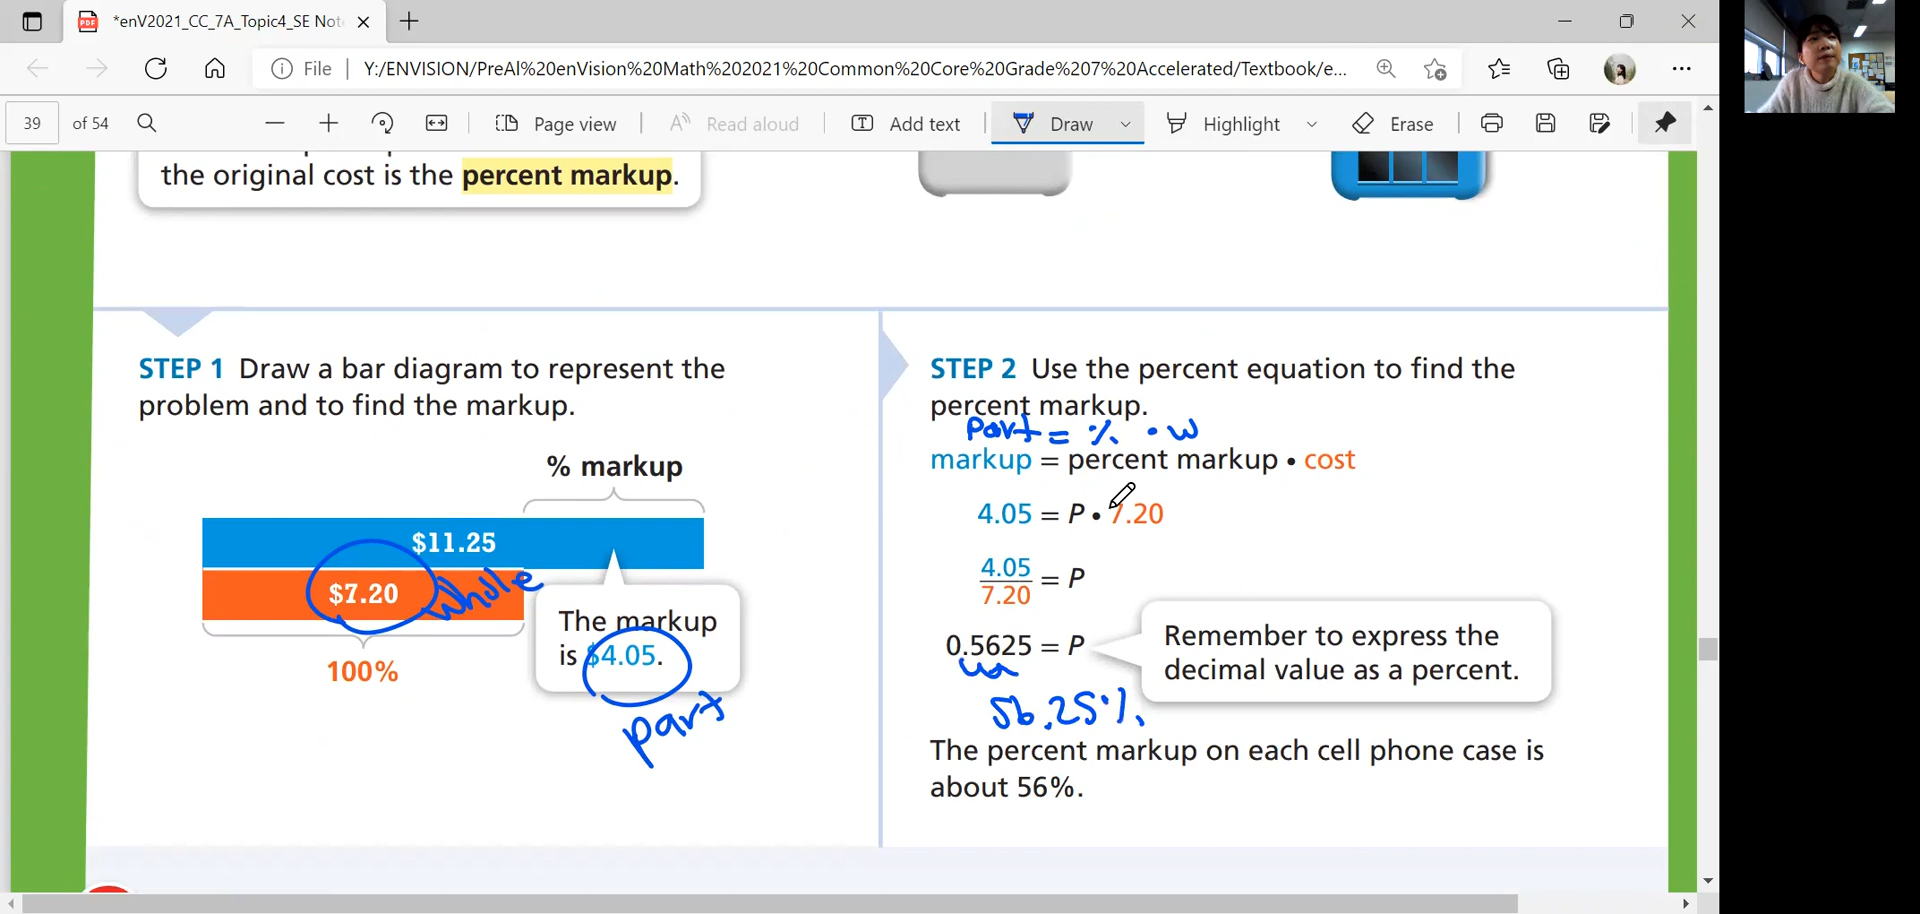 *enV2021_CC_7A_Topic4_SE Not
File
Y:/ENVISION/PreAI%20enVision%20Math%202021%20Common%20Core%20Grade%207%20Accelerated/Textbook/e...
39 of 54
Page view
Read aloud
Add text
Draw
Highlight
Erase
the original cost is the percent markup.
STEP 1 Draw a bar diagram to represent the
problem and to find the markup.
% markup
$11.25
$7.20
whole
100%
The markup
is $4.05.
part
STEP 2 Use the percent equation to find the
percent markup.
Part = % • w
markup = percent markup • cost
4.05 = P • 7.20
4.05
7.20
= P
0.5625 = P
Remember to express the
decimal value as a percent.
56.25%
The percent markup on each cell phone case is
about 56%.